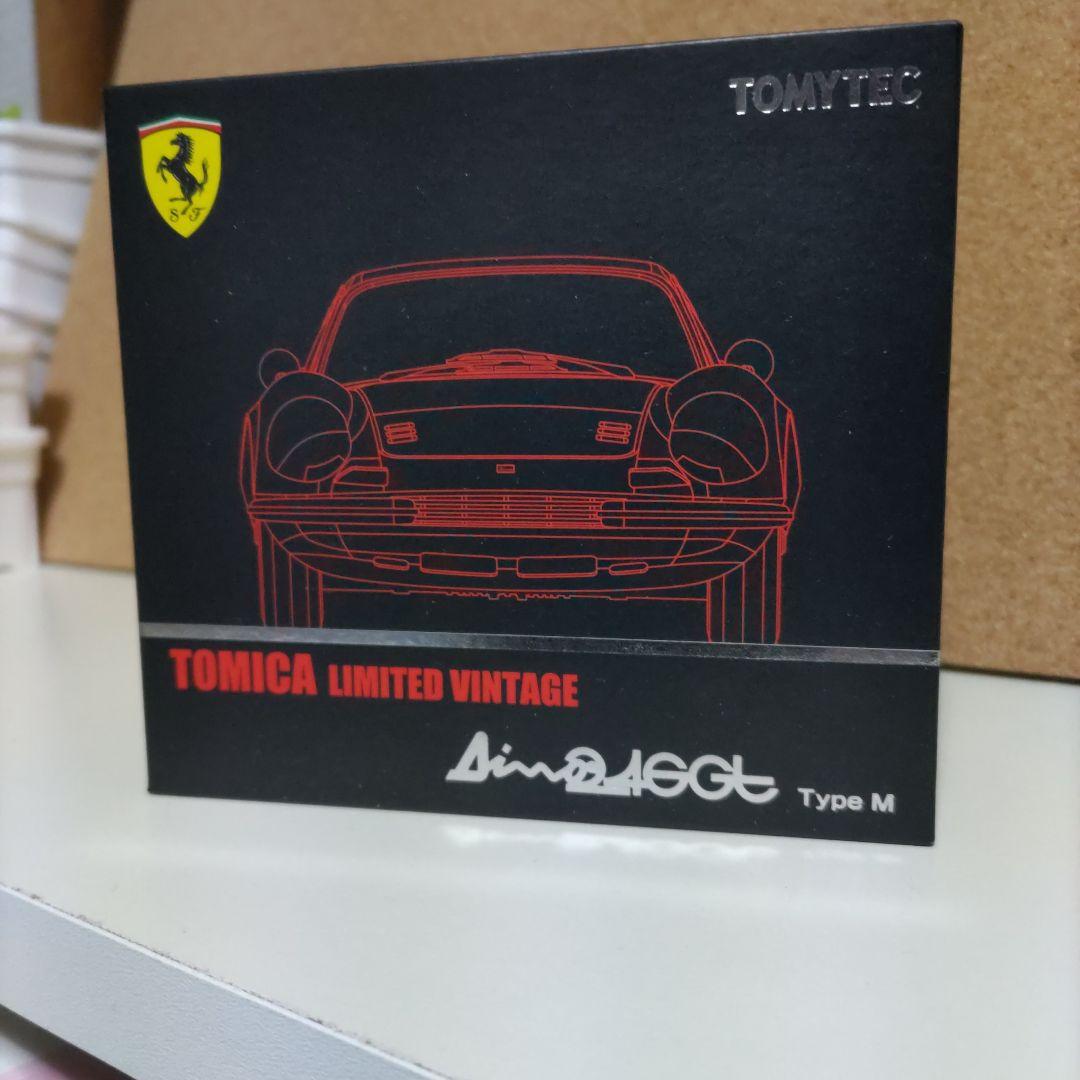 TOMYTEC
S F
TOMICA LIMITED VINTAGE
Dino 246Gt Type M